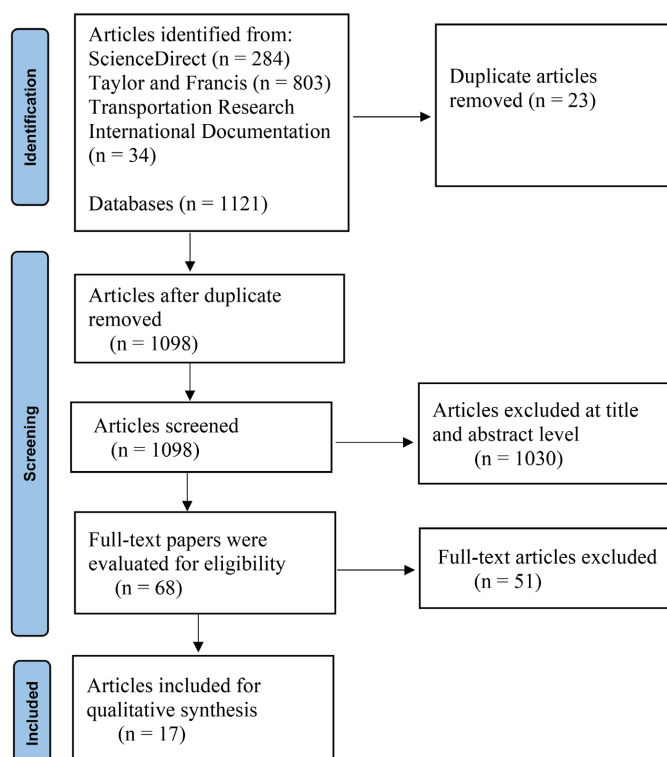 Identification
Articles identified from:
ScienceDirect (n = 284)
Taylor and Francis (n = 803)
Transportation Research
International Documentation
(n = 34)
Databases (n = 1121)
Duplicate articles
removed (n = 23)
Screening
Articles after duplicate
removed
(n = 1098)
Articles screened
(n = 1098)
Articles excluded at title
and abstract level
(n = 1030)
Full-text papers were
evaluated for eligibility
(n = 68)
Full-text articles excluded
(n = 51)
Included
Articles included for
qualitative synthesis
(n = 17)